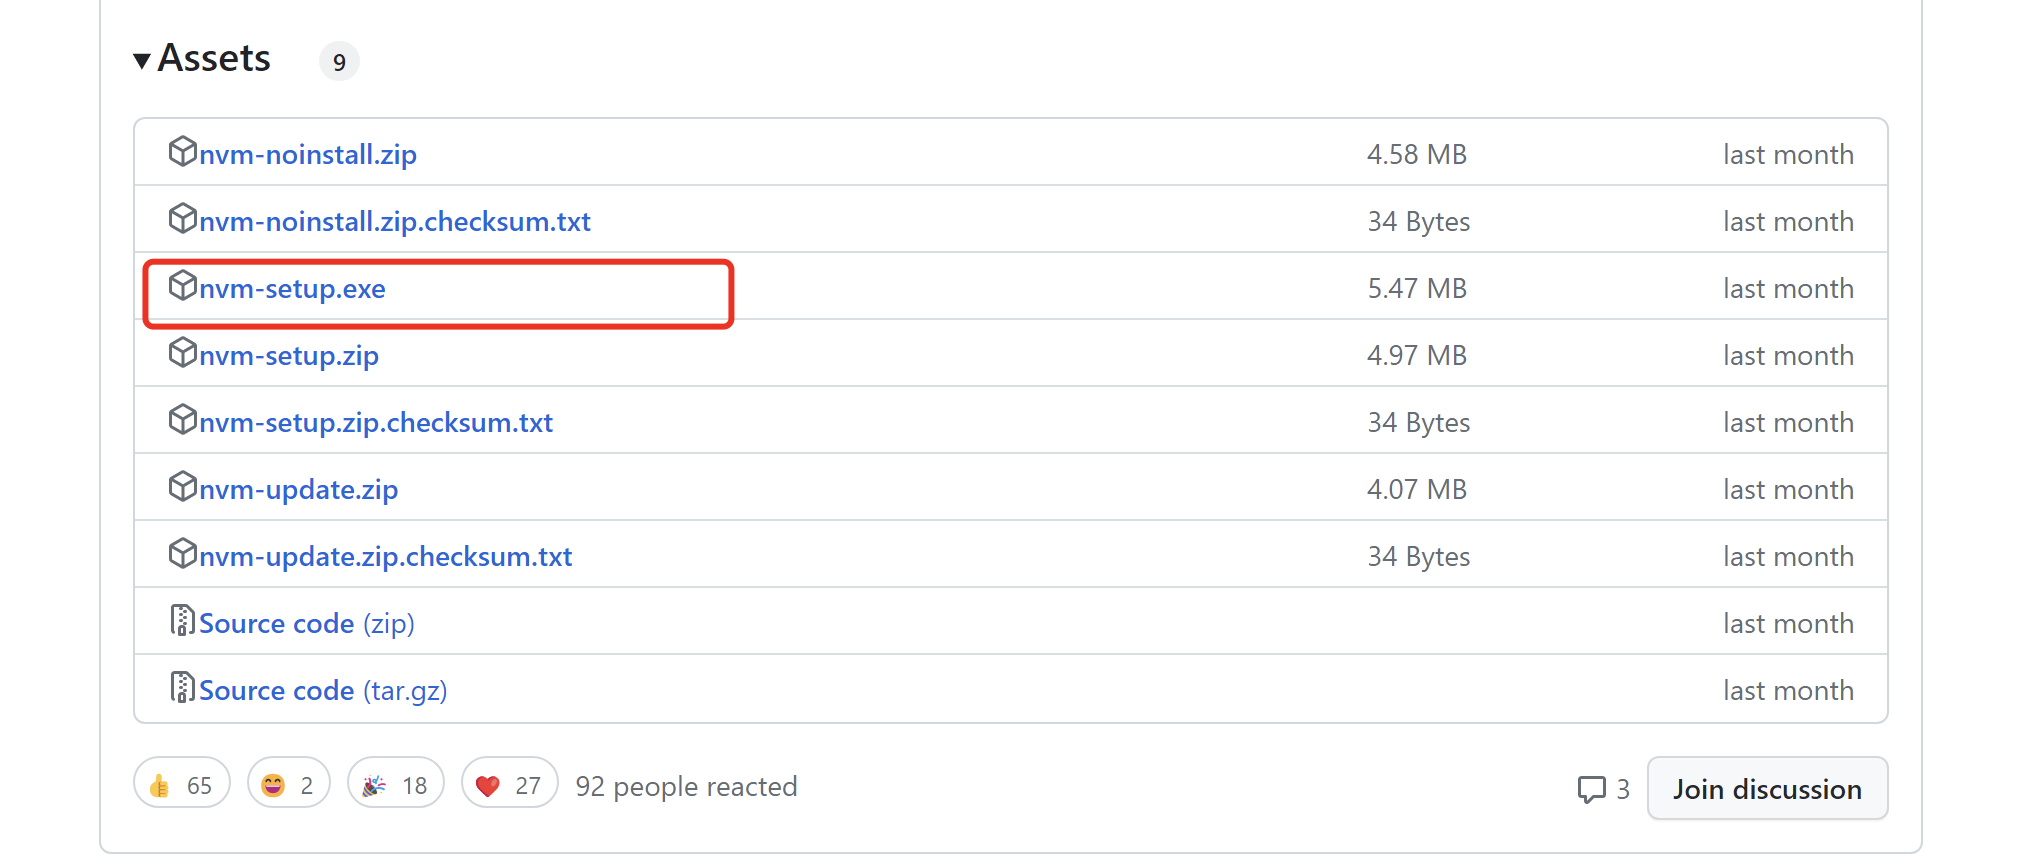 Assets 9
nvm-noinstall.zip 4.58 MB last month
nvm-noinstall.zip.checksum.txt 34 Bytes last month
nvm-setup.exe 5.47 MB last month
nvm-setup.zip 4.97 MB last month
nvm-setup.zip.checksum.txt 34 Bytes last month
nvm-update.zip 4.07 MB last month
nvm-update.zip.checksum.txt 34 Bytes last month
Source code (zip) last month
Source code (tar.gz) last month
65 2 18 27 92 people reacted 3 Join discussion